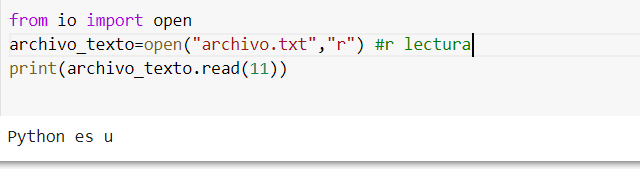 from io import open
archivo_texto=open("archivo.txt","r") #r lectura
print(archivo_texto.read(11))
Python es u